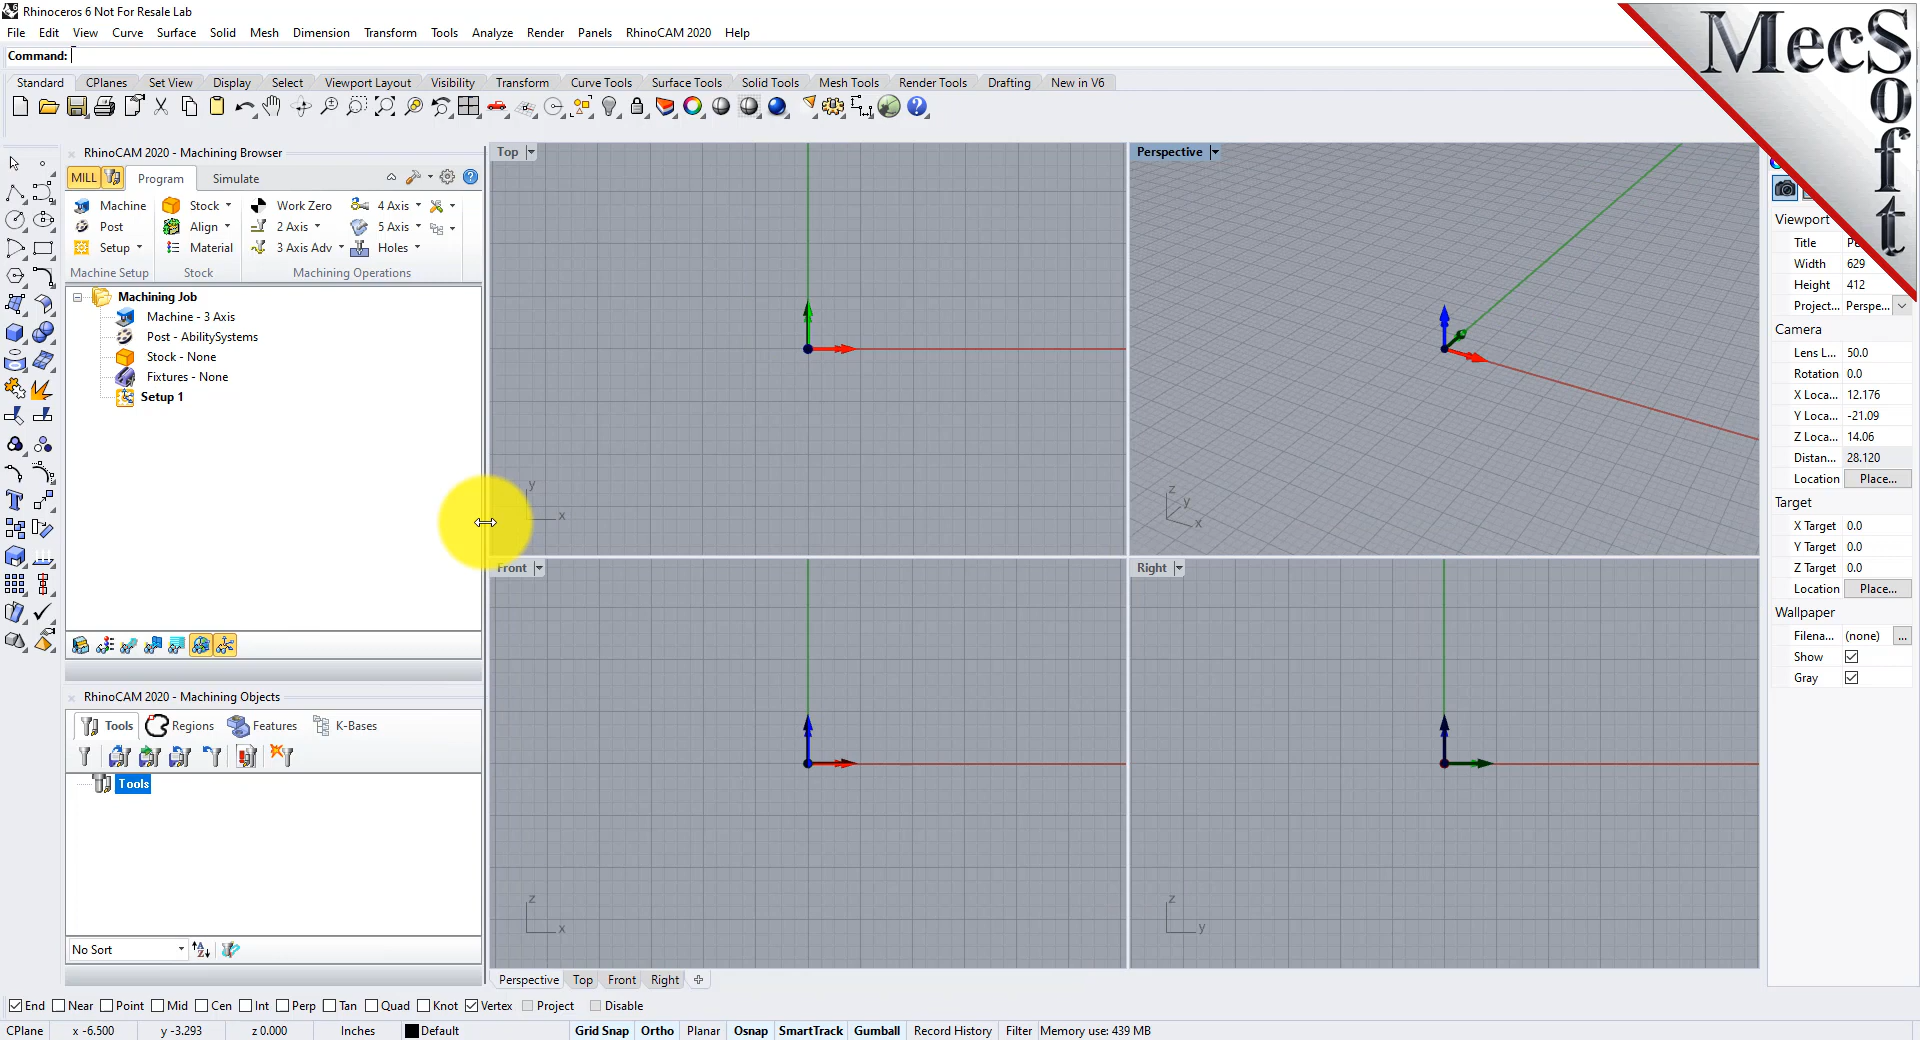 Rhinoceros 6 Not For Resale Lab
File Edit View Curve Surface Solid Mesh Dimension Transform Tools Analyze Render Panels RhinoCAM 2020 Help
Command:
Standard CPlanes Set View Display Select Viewport Layout Visibility Transform Curve Tools Surface Tools Solid Tools Mesh Tools Render Tools Drafting New in V6
MecSoft
RhinoCAM 2020 - Machining Browser
MILL Program Simulate
Machine Stock Work Zero 4 Axis
Post Align 2 Axis 5 Axis
Setup Material 3 Axis Adv Holes
Machine Setup Stock Machining Operations
Machining Job
Machine - 3 Axis
Post - AbilitySystems
Stock - None
Fixtures - None
Setup 1
RhinoCAM 2020 - Machining Objects
Tools Regions Features K-Bases
Tools
No Sort
Top
y
x
Perspective
z
y
x
Front
z
x
Right
z
y
Perspective Top Front Right
Viewport
Title
Width 629
Height 412
Project... Perspe...
Camera
Lens L... 50.0
Rotation 0.0
X Loca... 12.176
Y Loca... -21.09
Z Loca... 14.06
Distan... 28.120
Location Place...
Target
X Target 0.0
Y Target 0.0
Z Target 0.0
Location Place...
Wallpaper
Filena... (none) ...
Show
Gray
End Near Point Mid Cen Int Perp Tan Quad Knot Vertex Project Disable
CPlane x -6.500 y -3.293 z 0.000 Inches Default Grid Snap Ortho Planar Osnap SmartTrack Gumball Record History Filter Memory use: 439 MB